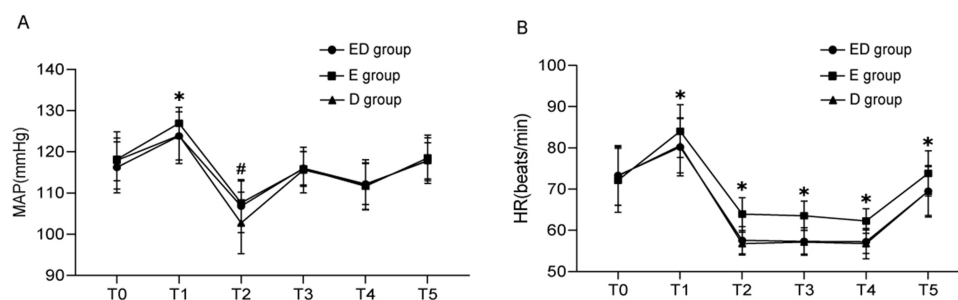 A
ED group
E group
D group
MAP(mmHg)
140
130
120
110
100
90
*
#
T0 T1 T2 T3 T4 T5
B
ED group
E group
D group
HR(beats/min)
100
90
80
70
60
50
* * * * *
T0 T1 T2 T3 T4 T5